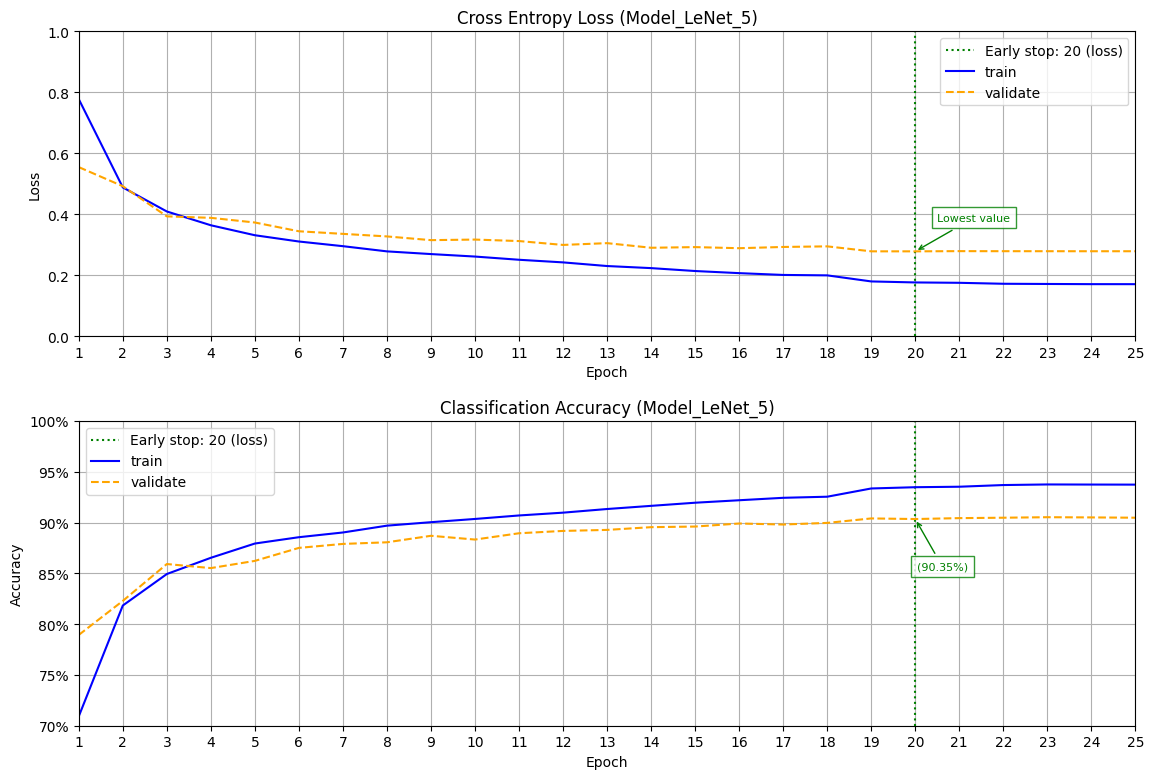 Cross Entropy Loss (Model_LeNet_5)
1.0
0.8
0.6
0.4
0.2
0.0
Loss
Early stop: 20 (loss)
train
validate
Lowest value
1 2 3 4 5 6 7 8 9 10 11 12 13 14 15 16 17 18 19 20 21 22 23 24 25
Epoch
Classification Accuracy (Model_LeNet_5)
100%
95%
90%
85%
80%
75%
70%
Accuracy
Early stop: 20 (loss)
train
validate
(90.35%)
1 2 3 4 5 6 7 8 9 10 11 12 13 14 15 16 17 18 19 20 21 22 23 24 25
Epoch